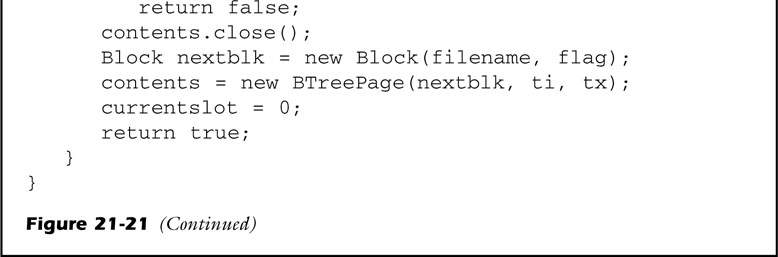 return false;
contents.close();
Block nextblk = new Block(filename, flag);
contents = new BTreePage(nextblk, ti, tx);
currentslot = 0;
return true;
}
}
Figure 21-21 (Continued)